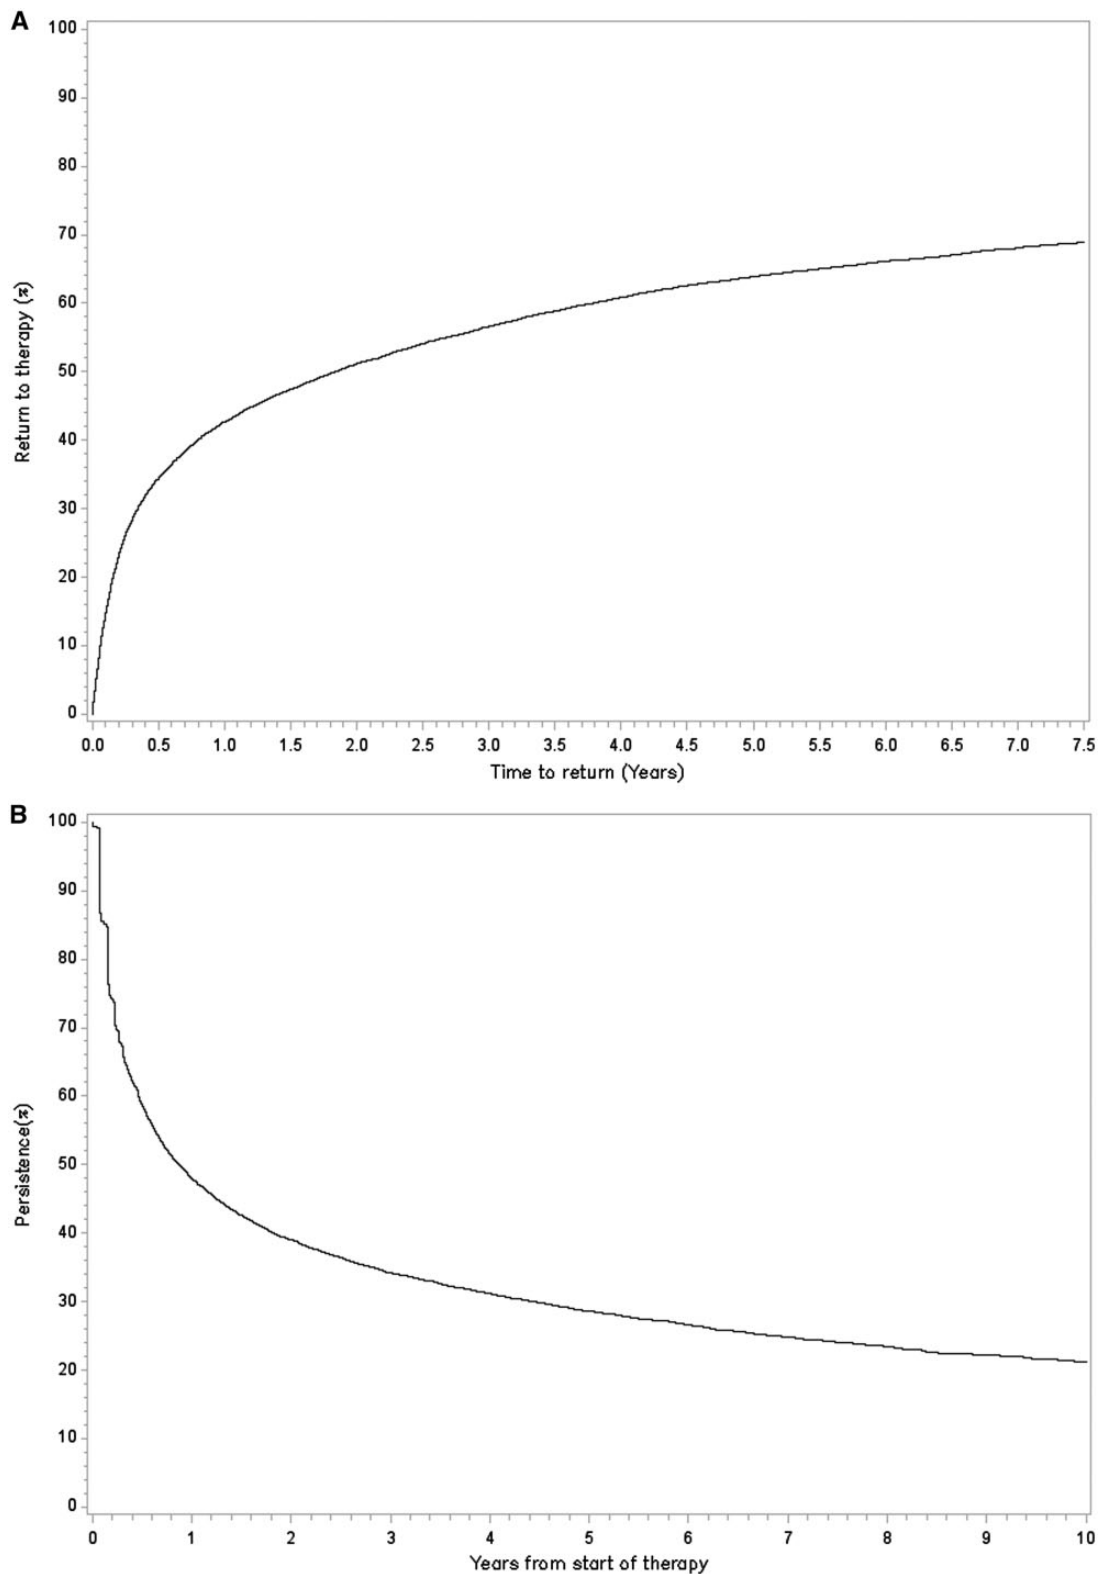 A
100
90
80
70
60
50
40
30
20
10
0
Return to therapy (%)
0.0 0.5 1.0 1.5 2.0 2.5 3.0 3.5 4.0 4.5 5.0 5.5 6.0 6.5 7.0 7.5
Time to return (Years)
B
100
90
80
70
60
50
40
30
20
10
0
Persistence(%)
0 1 2 3 4 5 6 7 8 9 10
Years from start of therapy